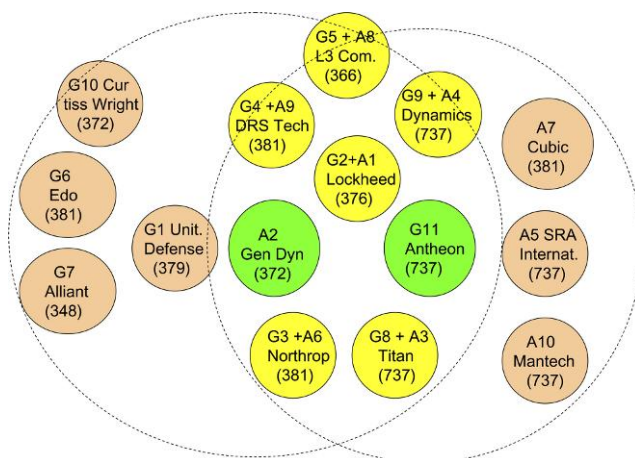 G5 + A8
L3 Com.
(366)
G10 Cur
tiss Wright
(372)
G4 +A9
DRS Tech
(381)
G9 + A4
Dynamics
(737)
A7
Cubic
(381)
G2+A1
Lockheed
(376)
G6
Edo
(381)
G1 Unit.
Defense
(379)
A2
Gen Dyn
(372)
G11
Antheon
(737)
A5 SRA
Internat.
(737)
G7
Alliant
(348)
G3 +A6
Northrop
(381)
G8 + A3
Titan
(737)
A10
Mantech
(737)